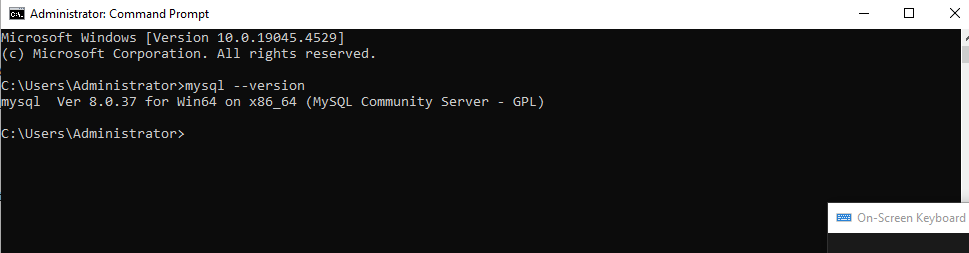 Administrator: Command Prompt
Microsoft Windows [Version 10.0.19045.4529]
(c) Microsoft Corporation. All rights reserved.
C:\Users\Administrator>mysql --version
mysql  Ver 8.0.37 for Win64 on x86_64 (MySQL Community Server - GPL)
C:\Users\Administrator>
On-Screen Keyboard